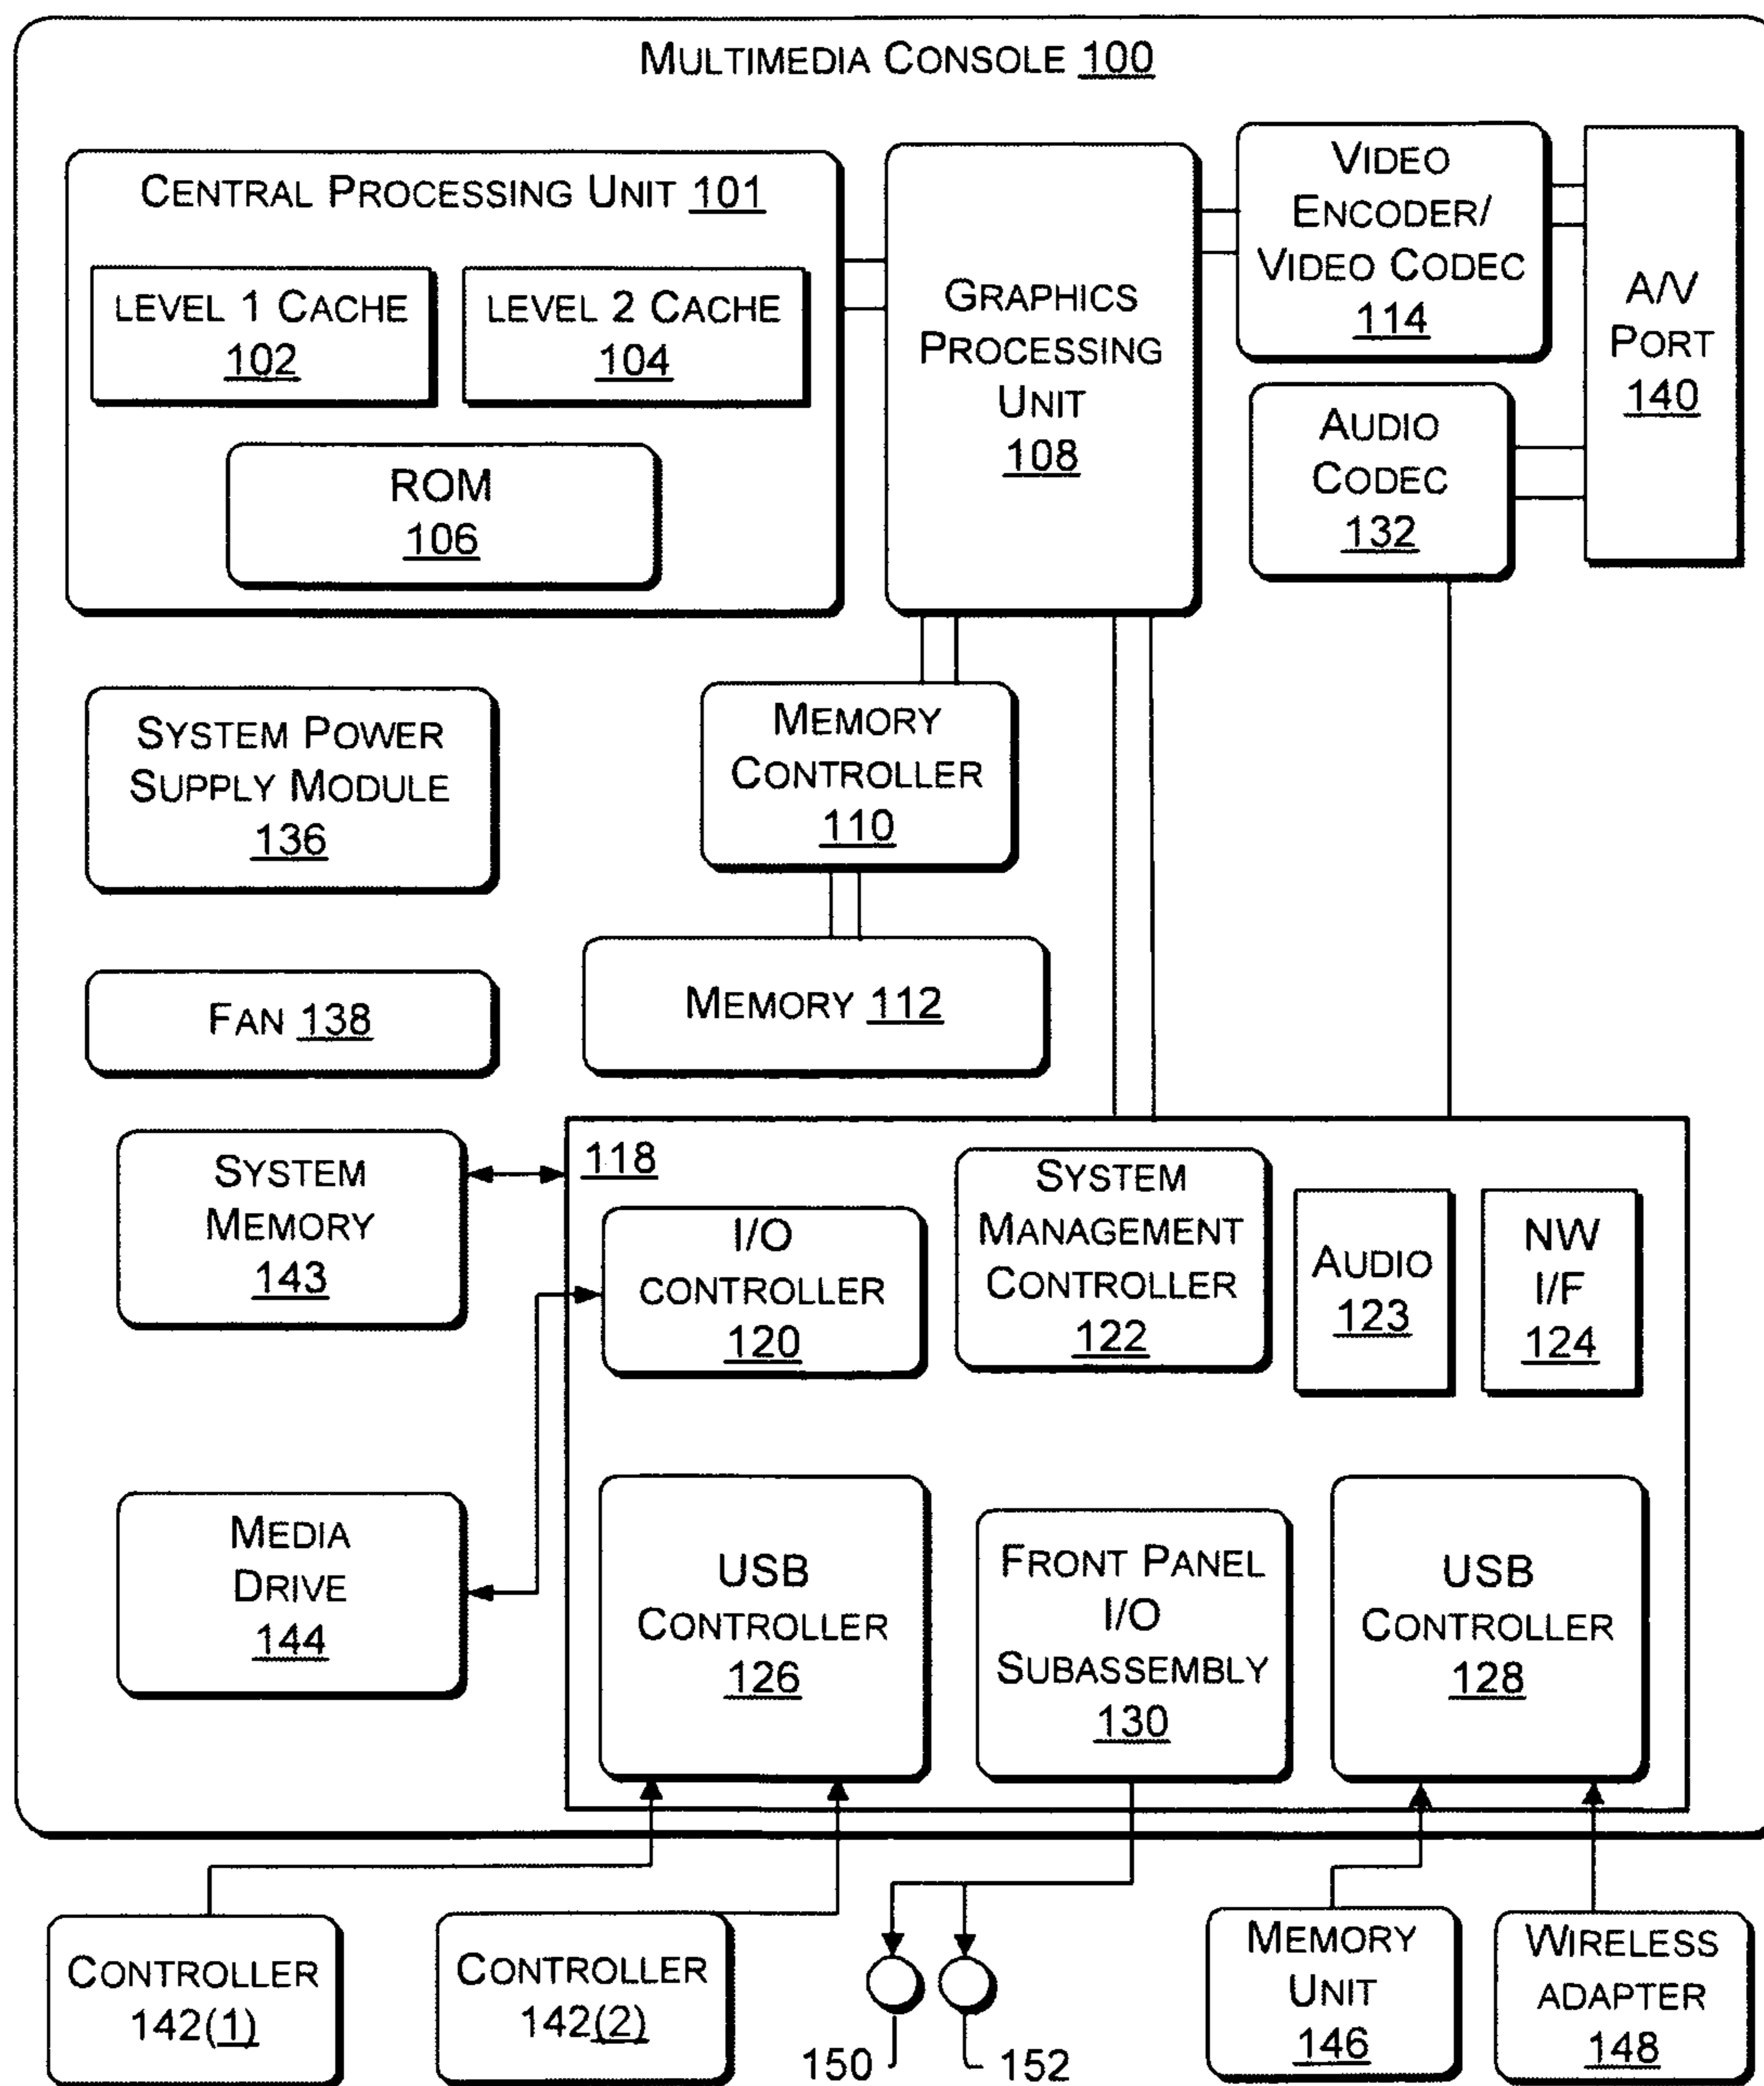 MULTIMEDIA CONSOLE 100
CENTRAL PROCESSING UNIT 101
LEVEL 1 CACHE
102
LEVEL 2 CACHE
104
ROM
106
GRAPHICS
PROCESSING
UNIT
108
VIDEO
ENCODER/
VIDEO CODEC
114
A/V
PORT
140
AUDIO
CODEC
132
SYSTEM POWER
SUPPLY MODULE
136
MEMORY
CONTROLLER
110
FAN 138
MEMORY 112
SYSTEM
MEMORY
143
118
I/O
CONTROLLER
120
SYSTEM
MANAGEMENT
CONTROLLER
122
AUDIO
123
NW
I/F
124
MEDIA
DRIVE
144
USB
CONTROLLER
126
FRONT PANEL
I/O
SUBASSEMBLY
130
USB
CONTROLLER
128
CONTROLLER
142(1)
CONTROLLER
142(2)
150
152
MEMORY
UNIT
146
WIRELESS
ADAPTER
148